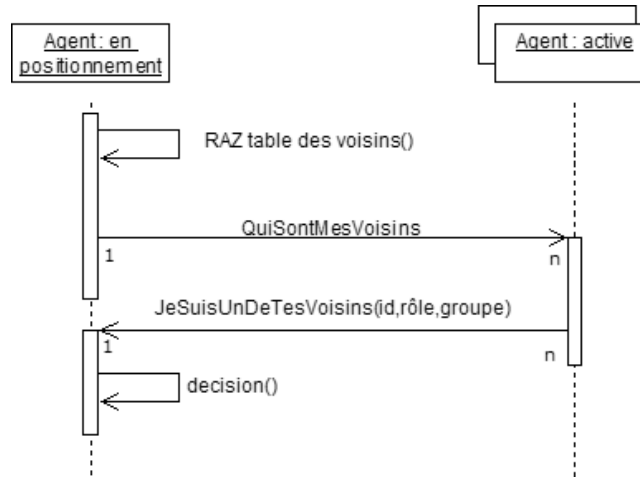 Agent : en
positionnement
Agent : active
RAZ table des voisins()
QuiSontMesVoisins
1
n
JeSuisUnDeTesVoisins(id,rôle,groupe)
1
n
decision()